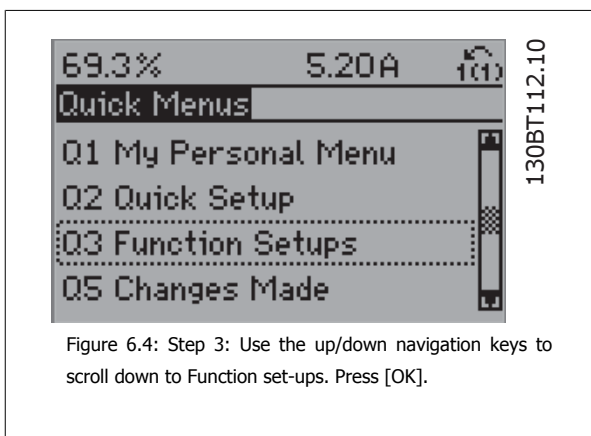 69.3% 5.20A 1(1)
Quick Menus
Q1 My Personal Menu
Q2 Quick Setup
Q3 Function Setups
Q5 Changes Made
130BT112.10
Figure 6.4: Step 3: Use the up/down navigation keys to
scroll down to Function set-ups. Press [OK].